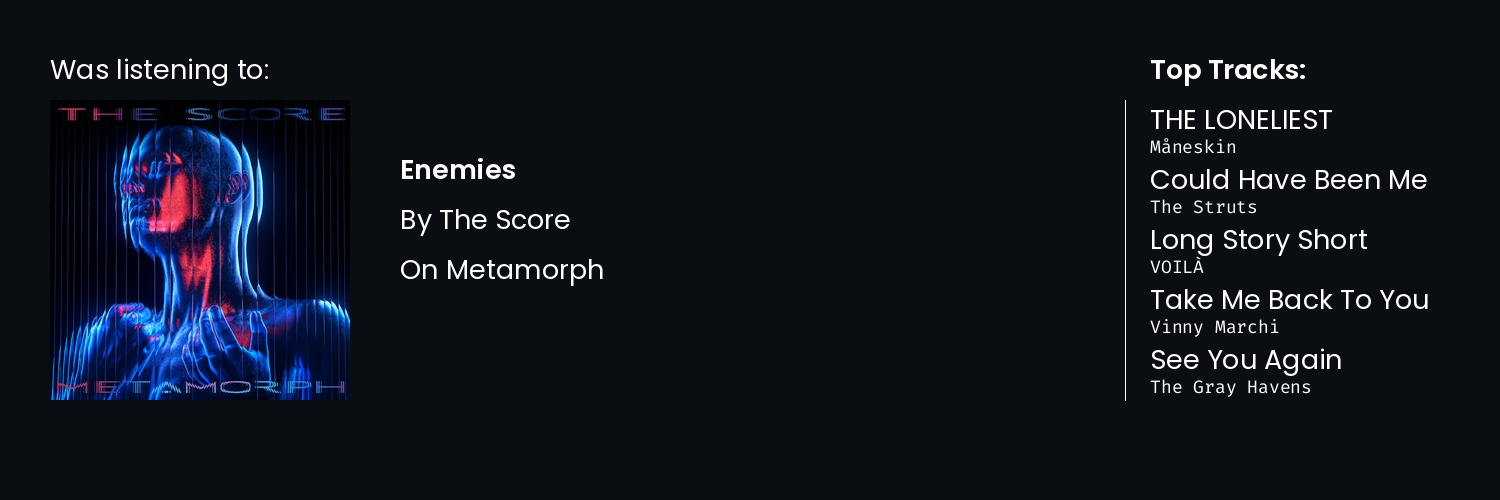 Was listening to:
THE SCORE
METAMORPH
Enemies
By The Score
On Metamorph
Top Tracks:
THE LONELIEST
Måneskin
Could Have Been Me
The Struts
Long Story Short
VOILÀ
Take Me Back To You
Vinny Marchi
See You Again
The Gray Havens